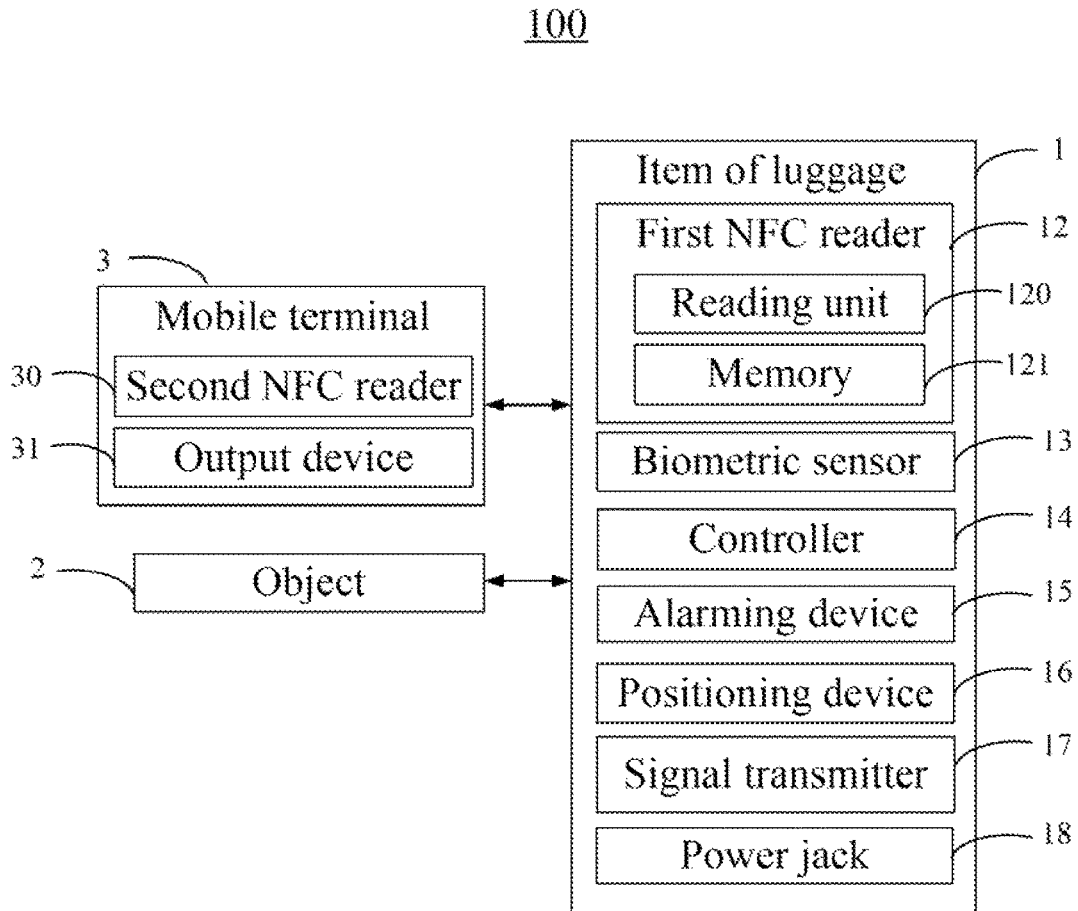 100
Item of luggage
1
First NFC reader
12
Reading unit
120
Memory
121
3
Mobile terminal
30
Second NFC reader
31
Output device
Biometric sensor
13
Controller
14
2
Object
Alarming device
15
Positioning device
16
Signal transmitter
17
Power jack
18